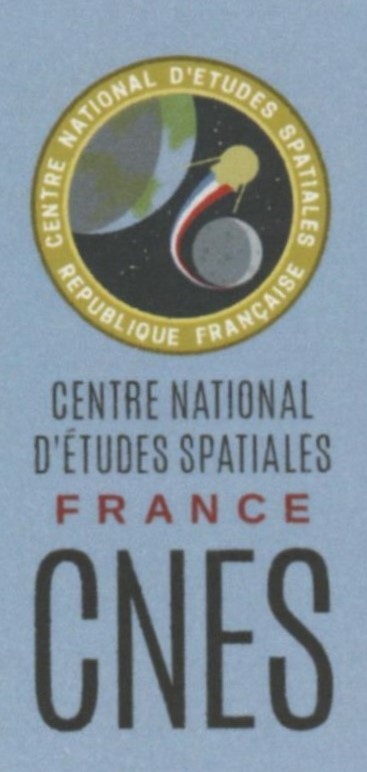 CENTRE NATIONAL D'ETUDES SPATIALES
REPUBLIQUE FRANÇAISE
CENTRE NATIONAL
D'ÉTUDES SPATIALES
FRANCE
CNES